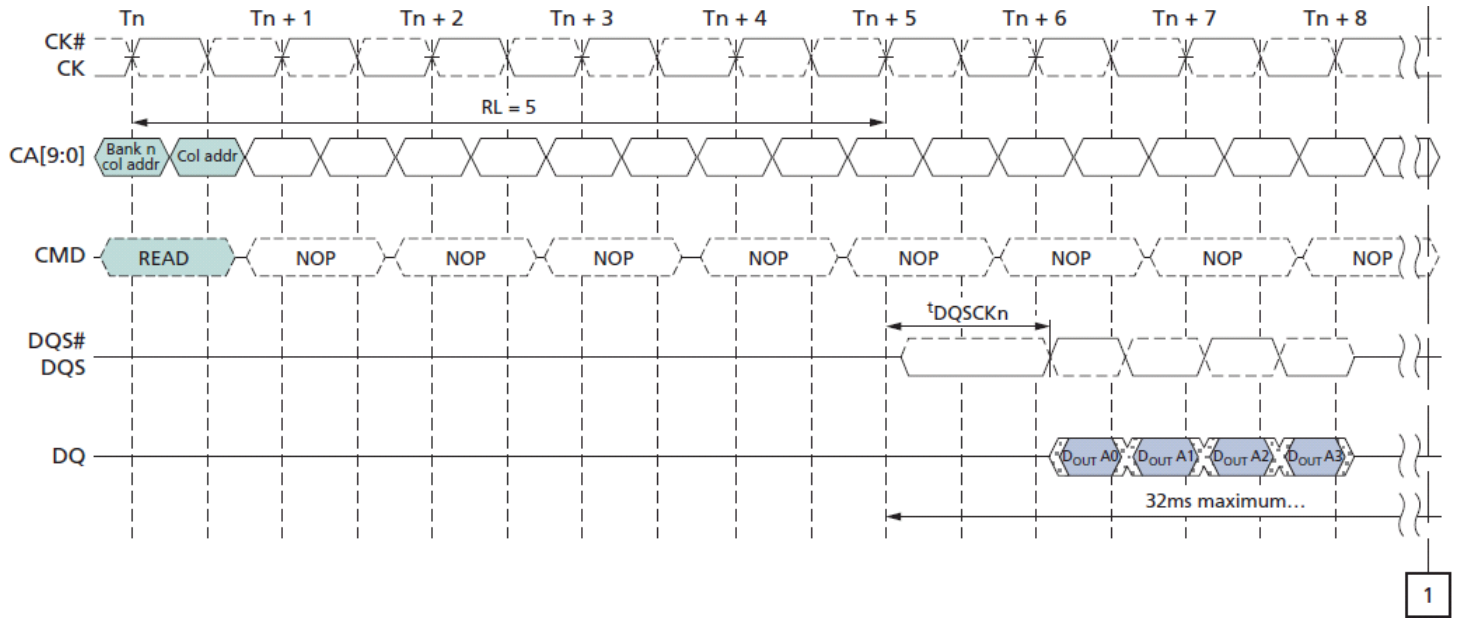 Tn Tn + 1 Tn + 2 Tn + 3 Tn + 4 Tn + 5 Tn + 6 Tn + 7 Tn + 8
CK#
CK
RL = 5
CA[9:0] Bank n col addr Col addr
CMD READ NOP NOP NOP NOP NOP NOP NOP NOP
tDQSCKn
DQS#
DQS
DQ DOUT A0 DOUT A1 DOUT A2 DOUT A3
32ms maximum…
1